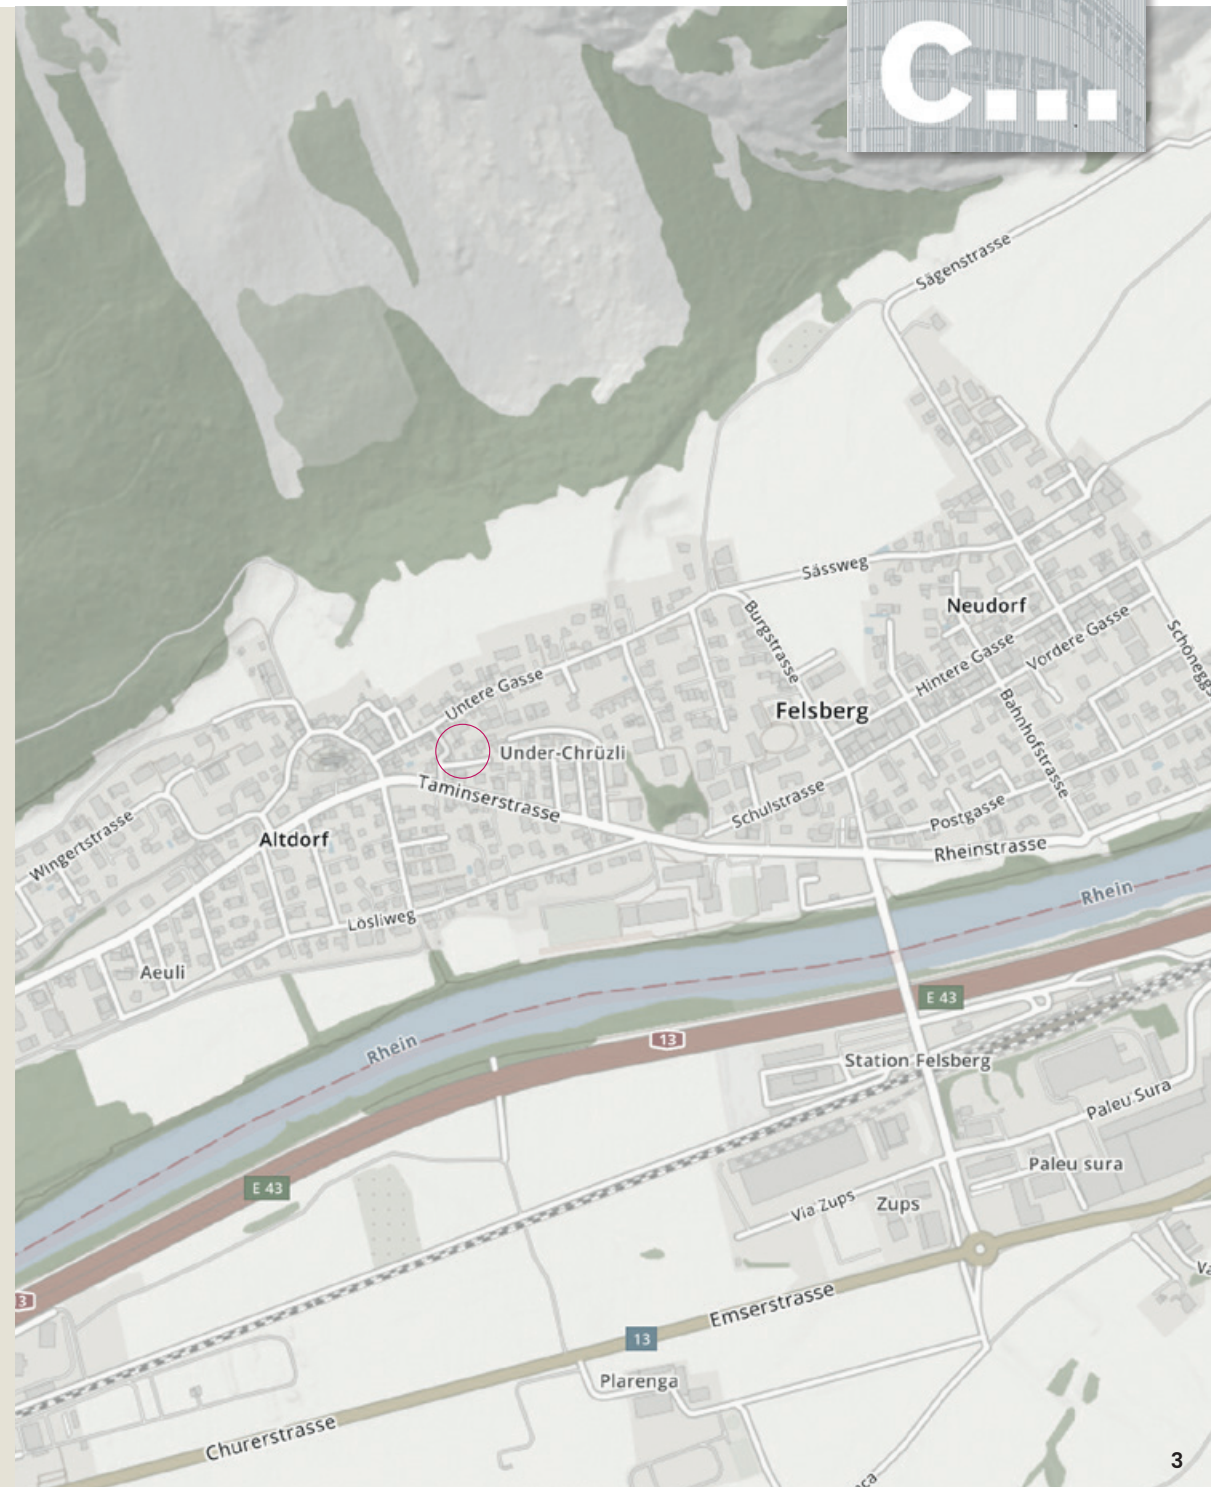 C...
Sägenstrasse
Sässweg
Neudorf
Burgstrasse
Hintere Gasse
Vordere Gasse
Untere Gasse
Felsberg
Bahnhofstrasse
Under-Chrüzli
Taminserstrasse
Schulstrasse
Postgasse
Wingertstrasse
Altdorf
Rheinstrasse
Rhein
Lösliweg
Aeuli
E 43
Rhein
13
Station Felsberg
Paleu Sura
Paleu sura
E 43
Via Zups
Zups
Emserstrasse
13
Plarenga
Churerstrasse
3